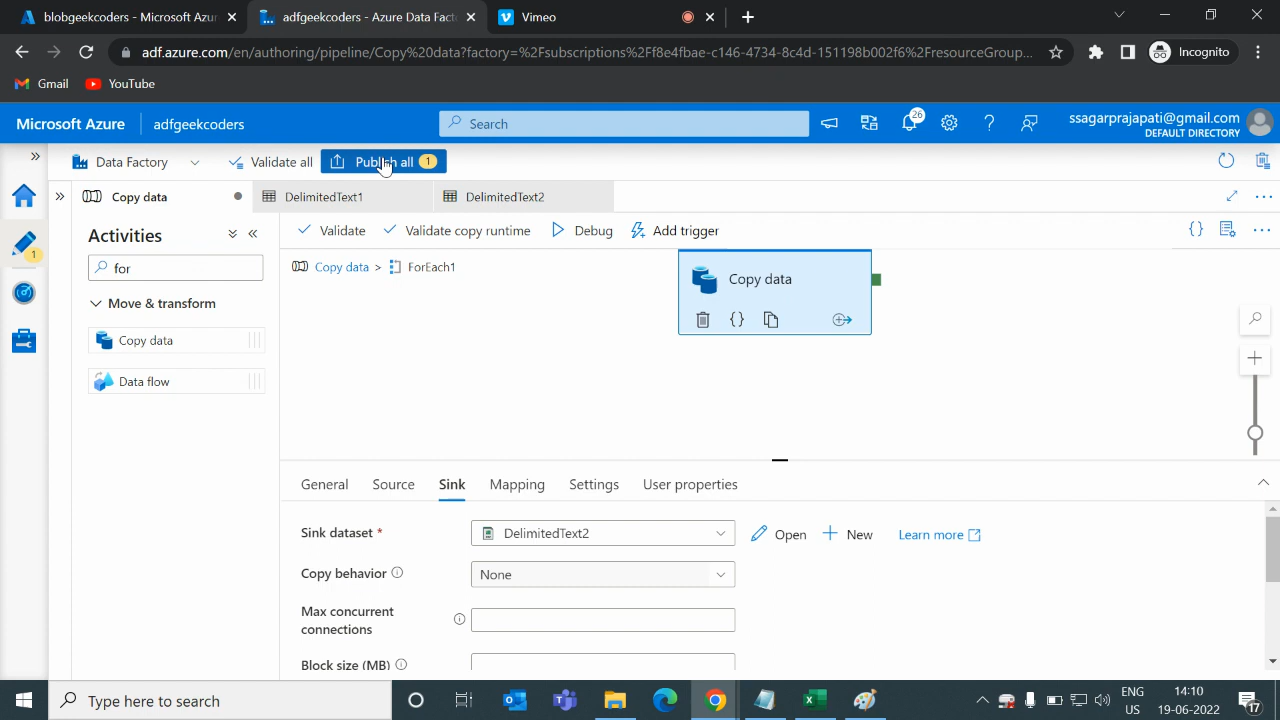 blobgeekcoders - Microsoft Azur
adfgeekcoders - Azure Data Facto
Vimeo
adf.azure.com/en/authoring/pipeline/Copy%20data?factory=%2Fsubscriptions%2Ff8e4fbae-c146-4734-8c4d-151198b002f6%2FresourceGroup...
Incognito
Gmail
YouTube
Microsoft Azure
adfgeekcoders
Search
26
ssagarprajapati@gmail.com
DEFAULT DIRECTORY
Data Factory
Validate all
Publish all 1
Copy data
DelimitedText1
DelimitedText2
1
Activities
for
Move & transform
Copy data
Data flow
Validate
Validate copy runtime
Debug
Add trigger
Copy data > ForEach1
Copy data
General
Source
Sink
Mapping
Settings
User properties
Sink dataset *
DelimitedText2
Open
New
Learn more
Copy behavior
None
Max concurrent
connections
Block size (MB)
Type here to search
ENG
US
14:10
19-06-2022
17